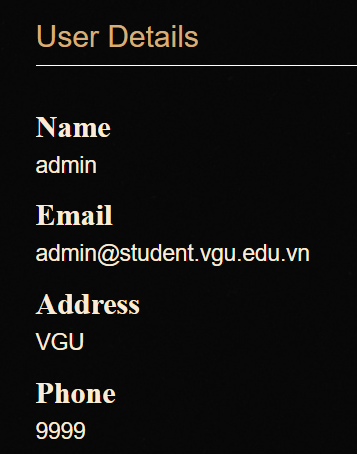 User Details
Name
admin
Email
admin@student.vgu.edu.vn
Address
VGU
Phone
9999